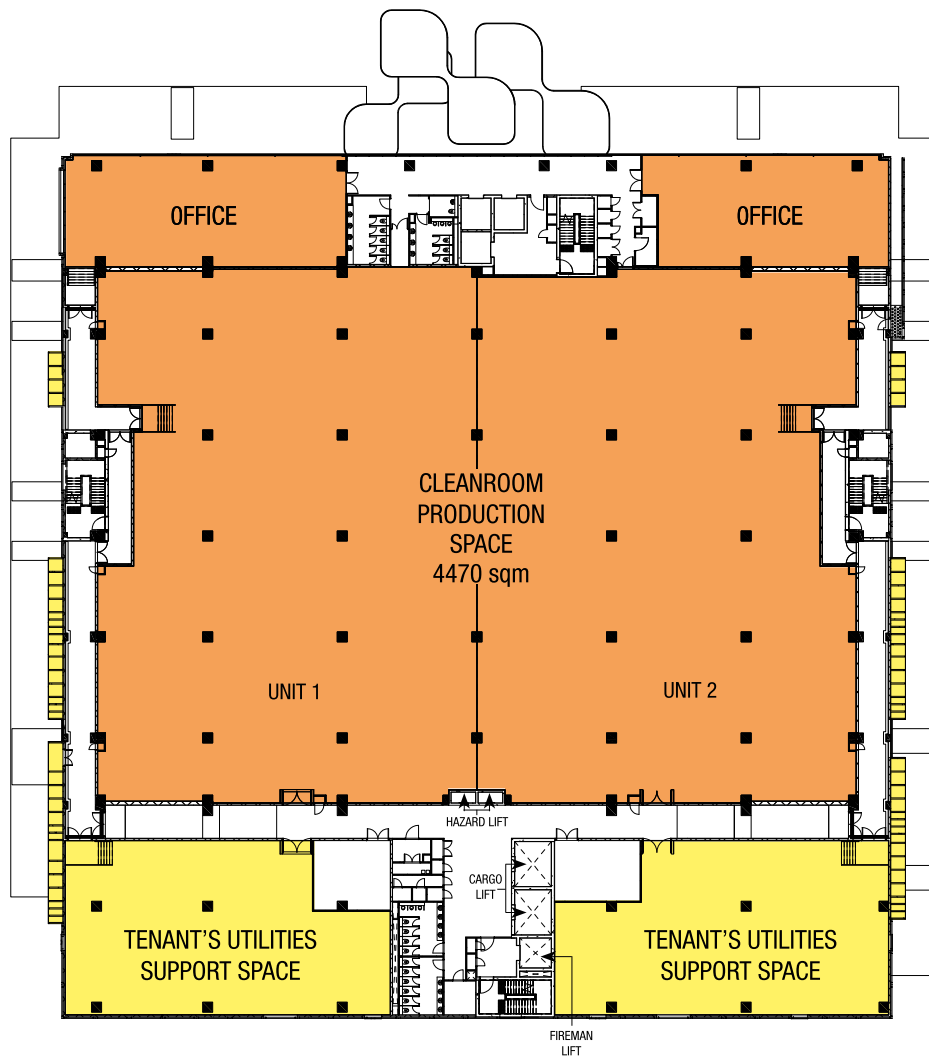 OFFICE
OFFICE
CLEANROOM
PRODUCTION
SPACE
4470 sqm
UNIT 1
UNIT 2
HAZARD LIFT
CARGO
LIFT
TENANT'S UTILITIES
SUPPORT SPACE
TENANT'S UTILITIES
SUPPORT SPACE
FIREMAN
LIFT